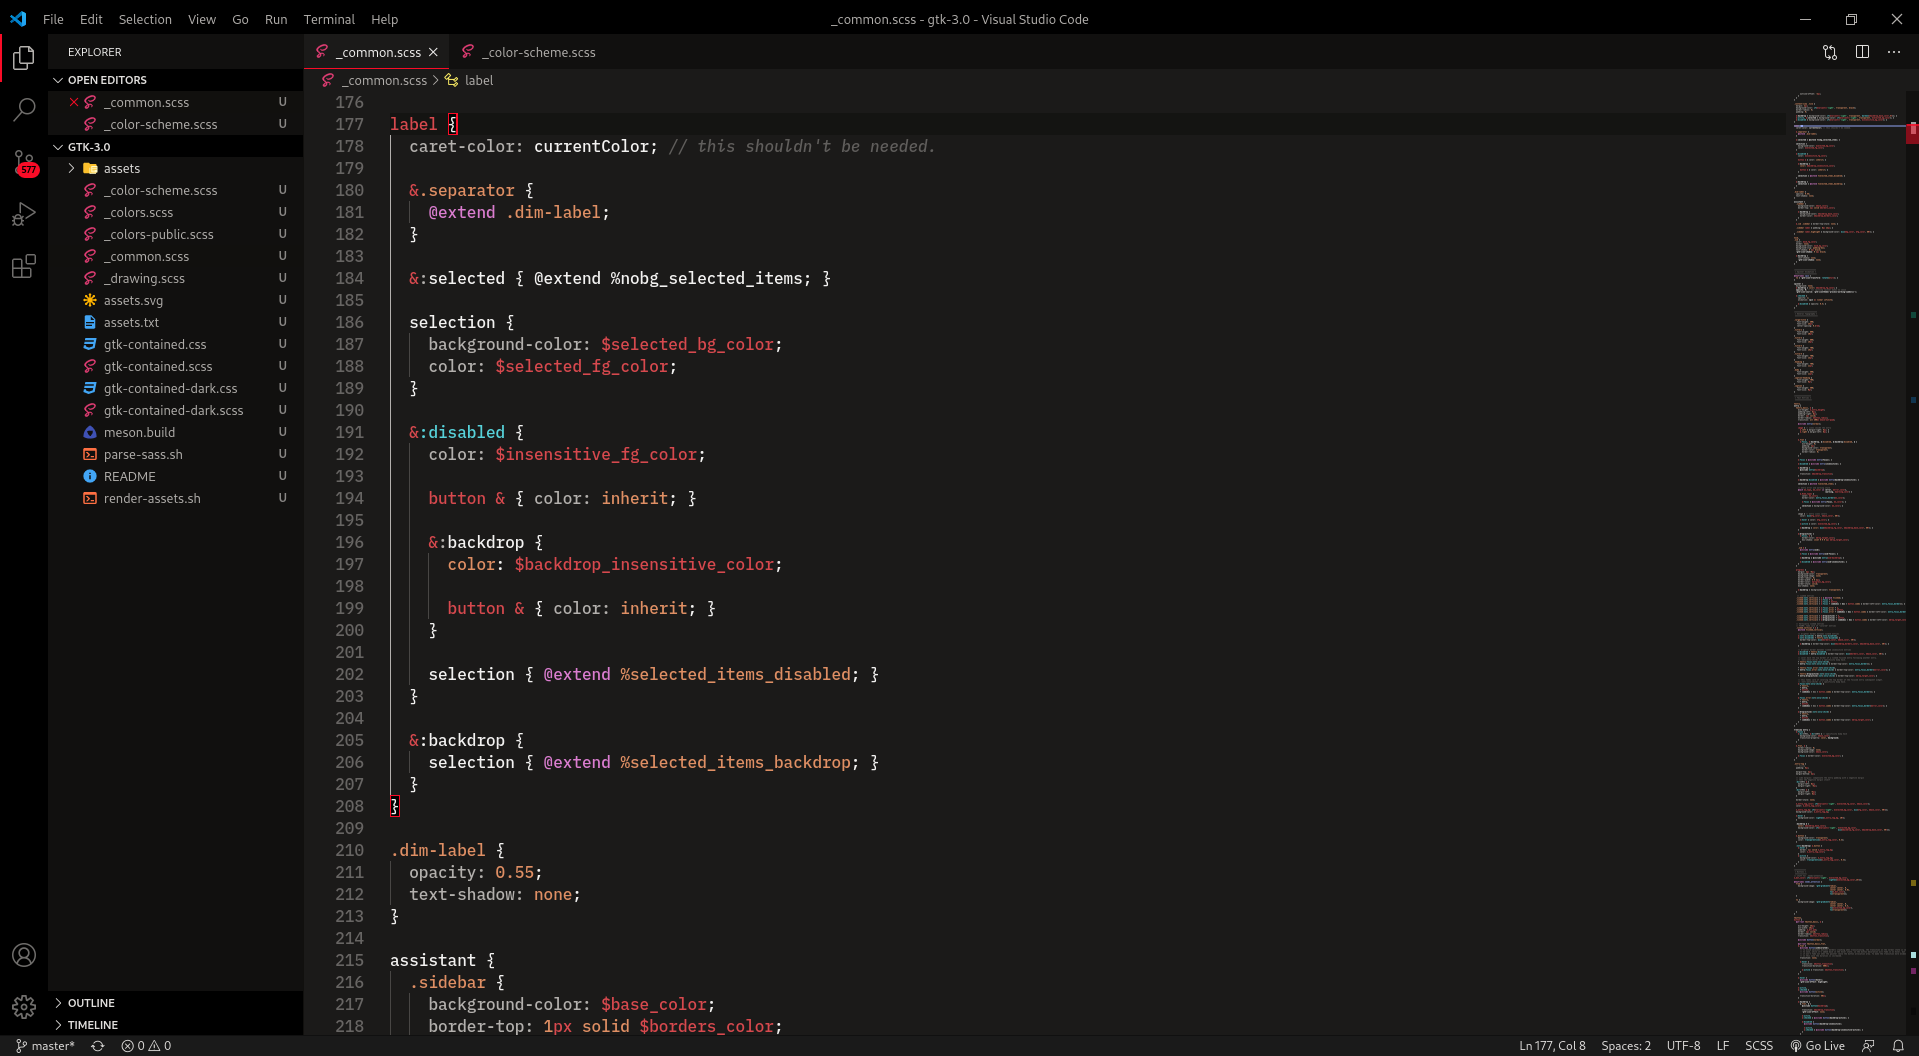 File Edit Selection View Go Run Terminal Help
_common.scss - gtk-3.0 - Visual Studio Code
EXPLORER
OPEN EDITORS
_common.scss U
_color-scheme.scss U
GTK-3.0
assets
_color-scheme.scss U
_colors.scss U
_colors-public.scss U
_common.scss U
_drawing.scss U
assets.svg U
assets.txt U
gtk-contained.css U
gtk-contained.scss U
gtk-contained-dark.css U
gtk-contained-dark.scss U
meson.build U
parse-sass.sh U
README U
render-assets.sh U
OUTLINE
TIMELINE
577
_common.scss
_color-scheme.scss
_common.scss > label
176
177 label {
178   caret-color: currentColor; // this shouldn't be needed.
179
180   &.separator {
181     @extend .dim-label;
182   }
183
184   &:selected { @extend %nobg_selected_items; }
185
186   selection {
187     background-color: $selected_bg_color;
188     color: $selected_fg_color;
189   }
190
191   &:disabled {
192     color: $insensitive_fg_color;
193
194     button & { color: inherit; }
195
196     &:backdrop {
197       color: $backdrop_insensitive_color;
198
199       button & { color: inherit; }
200     }
201
202     selection { @extend %selected_items_disabled; }
203   }
204
205   &:backdrop {
206     selection { @extend %selected_items_backdrop; }
207   }
208 }
209
210 .dim-label {
211   opacity: 0.55;
212   text-shadow: none;
213 }
214
215 assistant {
216   .sidebar {
217     background-color: $base_color;
218     border-top: 1px solid $borders_color;
master* 0 0
Ln 177, Col 8 Spaces: 2 UTF-8 LF SCSS Go Live